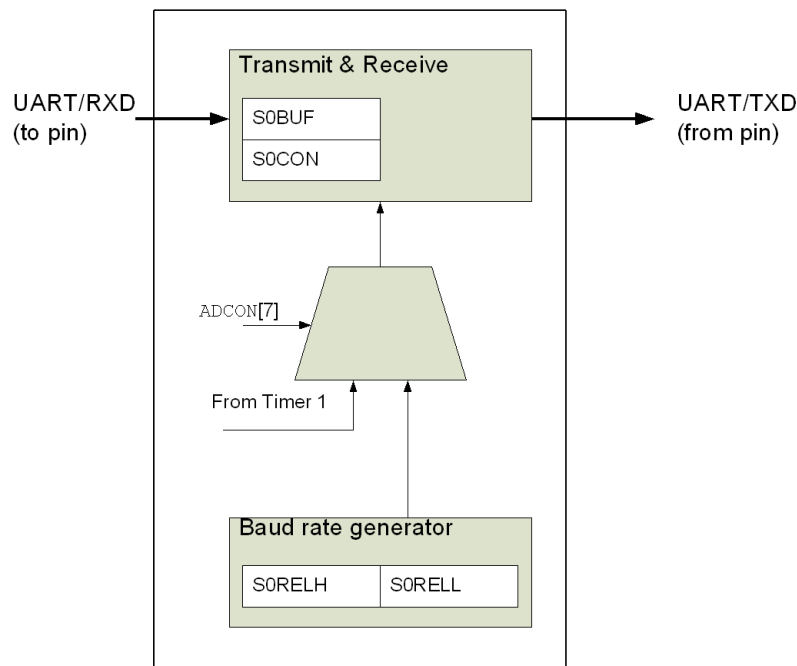 Transmit & Receive
UART/RXD
(to pin)
UART/TXD
(from pin)
S0BUF
S0CON
ADCON[7]
From Timer 1
Baud rate generator
S0RELH
S0RELL